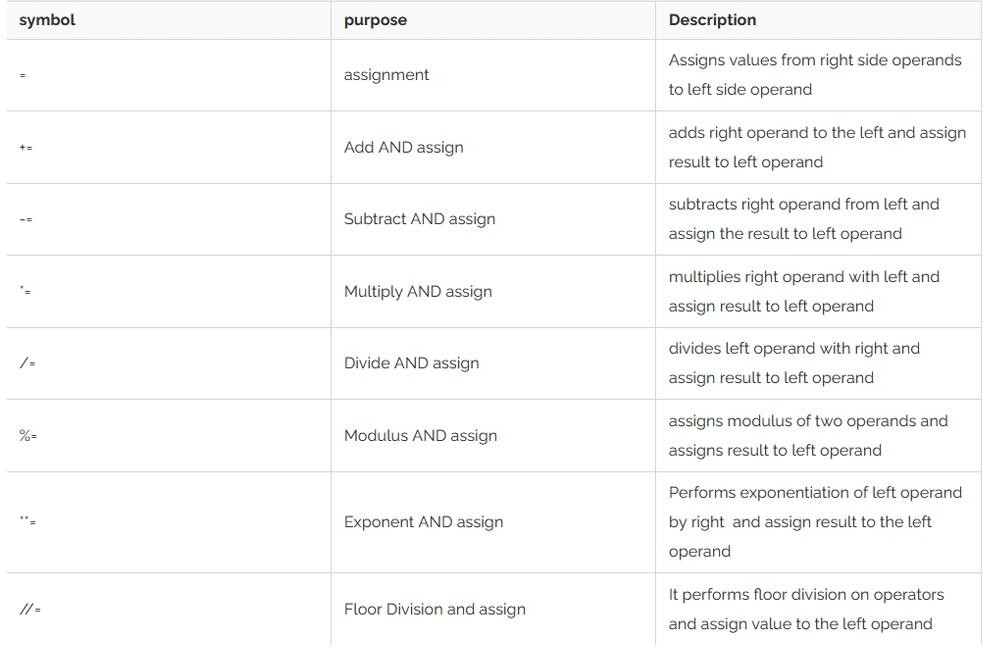 symbol purpose Description
= assignment Assigns values from right side operands
to left side operand
+= Add AND assign adds right operand to the left and assign
result to left operand
-= Subtract AND assign subtracts right operand from left and
assign the result to left operand
*= Multiply AND assign multiplies right operand with left and
assign result to left operand
/= Divide AND assign divides left operand with right and
assign result to left operand
%= Modulus AND assign assigns modulus of two operands and
assigns result to left operand
**= Exponent AND assign Performs exponentiation of left operand
by right and assign result to the left
operand
//= Floor Division and assign It performs floor division on operators
and assign value to the left operand